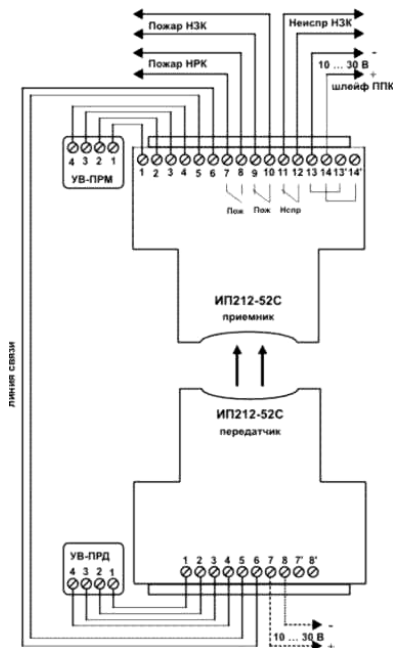 Пожар НЗК
Неиспр НЗК
Пожар НРК
-
10 ... 30 В
+
шлейф ППК
4 3 2 1
УВ-ПРМ
1 2 3 4 5 6 7 8 9 10 11 12 13 14 13' 14'
Пож Пож Нспр
ИП212-52С
приемник
линия связи
ИП212-52С
передатчик
УВ-ПРД
4 3 2 1
1 2 3 4 5 6 7 8 7' 8'
-
10 ... 30 В
+